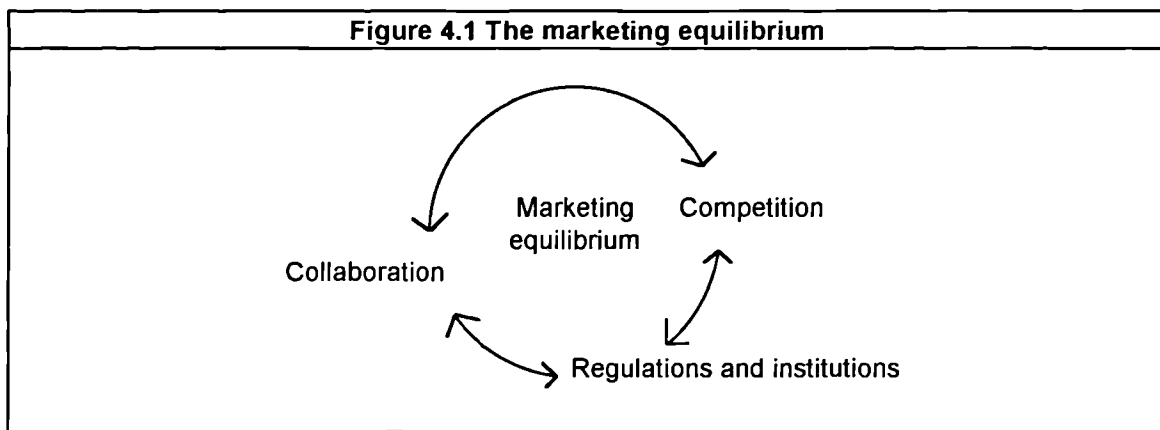 Figure 4.1 The marketing equilibrium
Marketing
equilibrium
Competition
Collaboration
Regulations and institutions